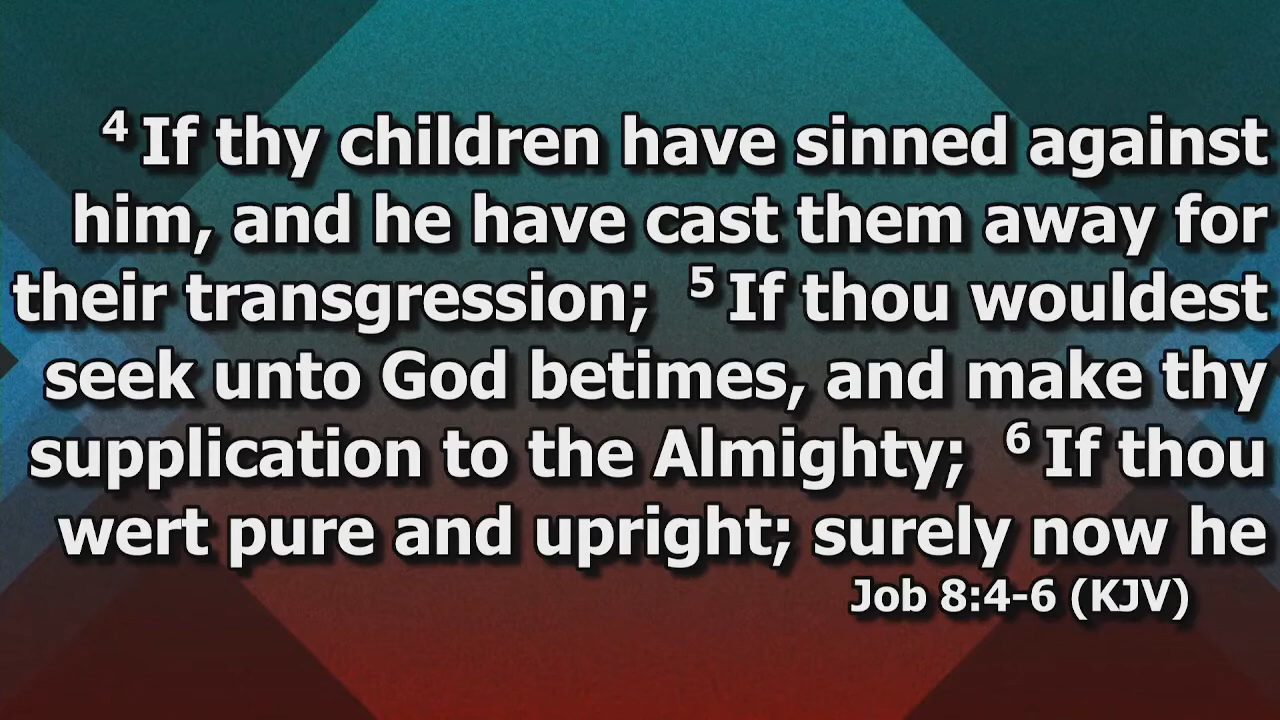 4 If thy children have sinned against
him, and he have cast them away for
their transgression; 5 If thou wouldest
seek unto God betimes, and make thy
supplication to the Almighty; 6 If thou
wert pure and upright; surely now he
Job 8:4-6 (KJV)